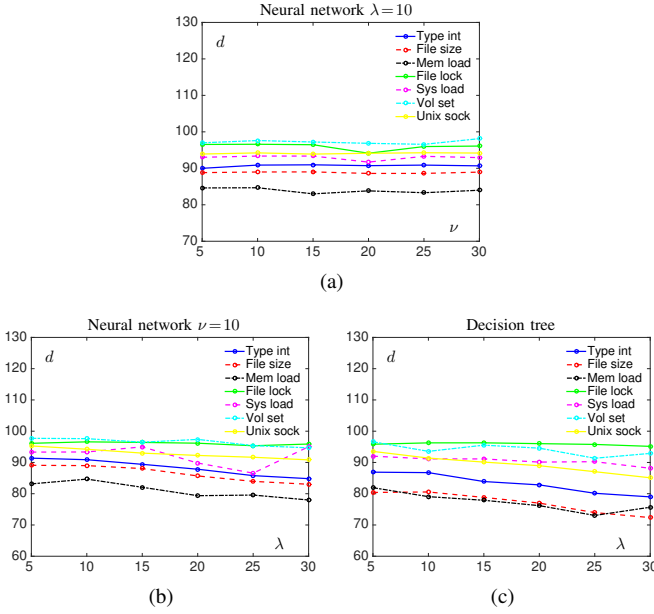 Neural network λ=10
130
120
110
100
90
80
70
d
Type int
File size
Mem load
File lock
Sys load
Vol set
Unix sock
ν
5 10 15 20 25 30
(a)
Neural network ν=10
130
120
110
100
90
80
70
60
d
Type int
File size
Mem load
File lock
Sys load
Vol set
Unix sock
λ
5 10 15 20 25 30
(b)
Decision tree
130
120
110
100
90
80
70
60
d
Type int
File size
Mem load
File lock
Sys load
Vol set
Unix sock
λ
5 10 15 20 25 30
(c)